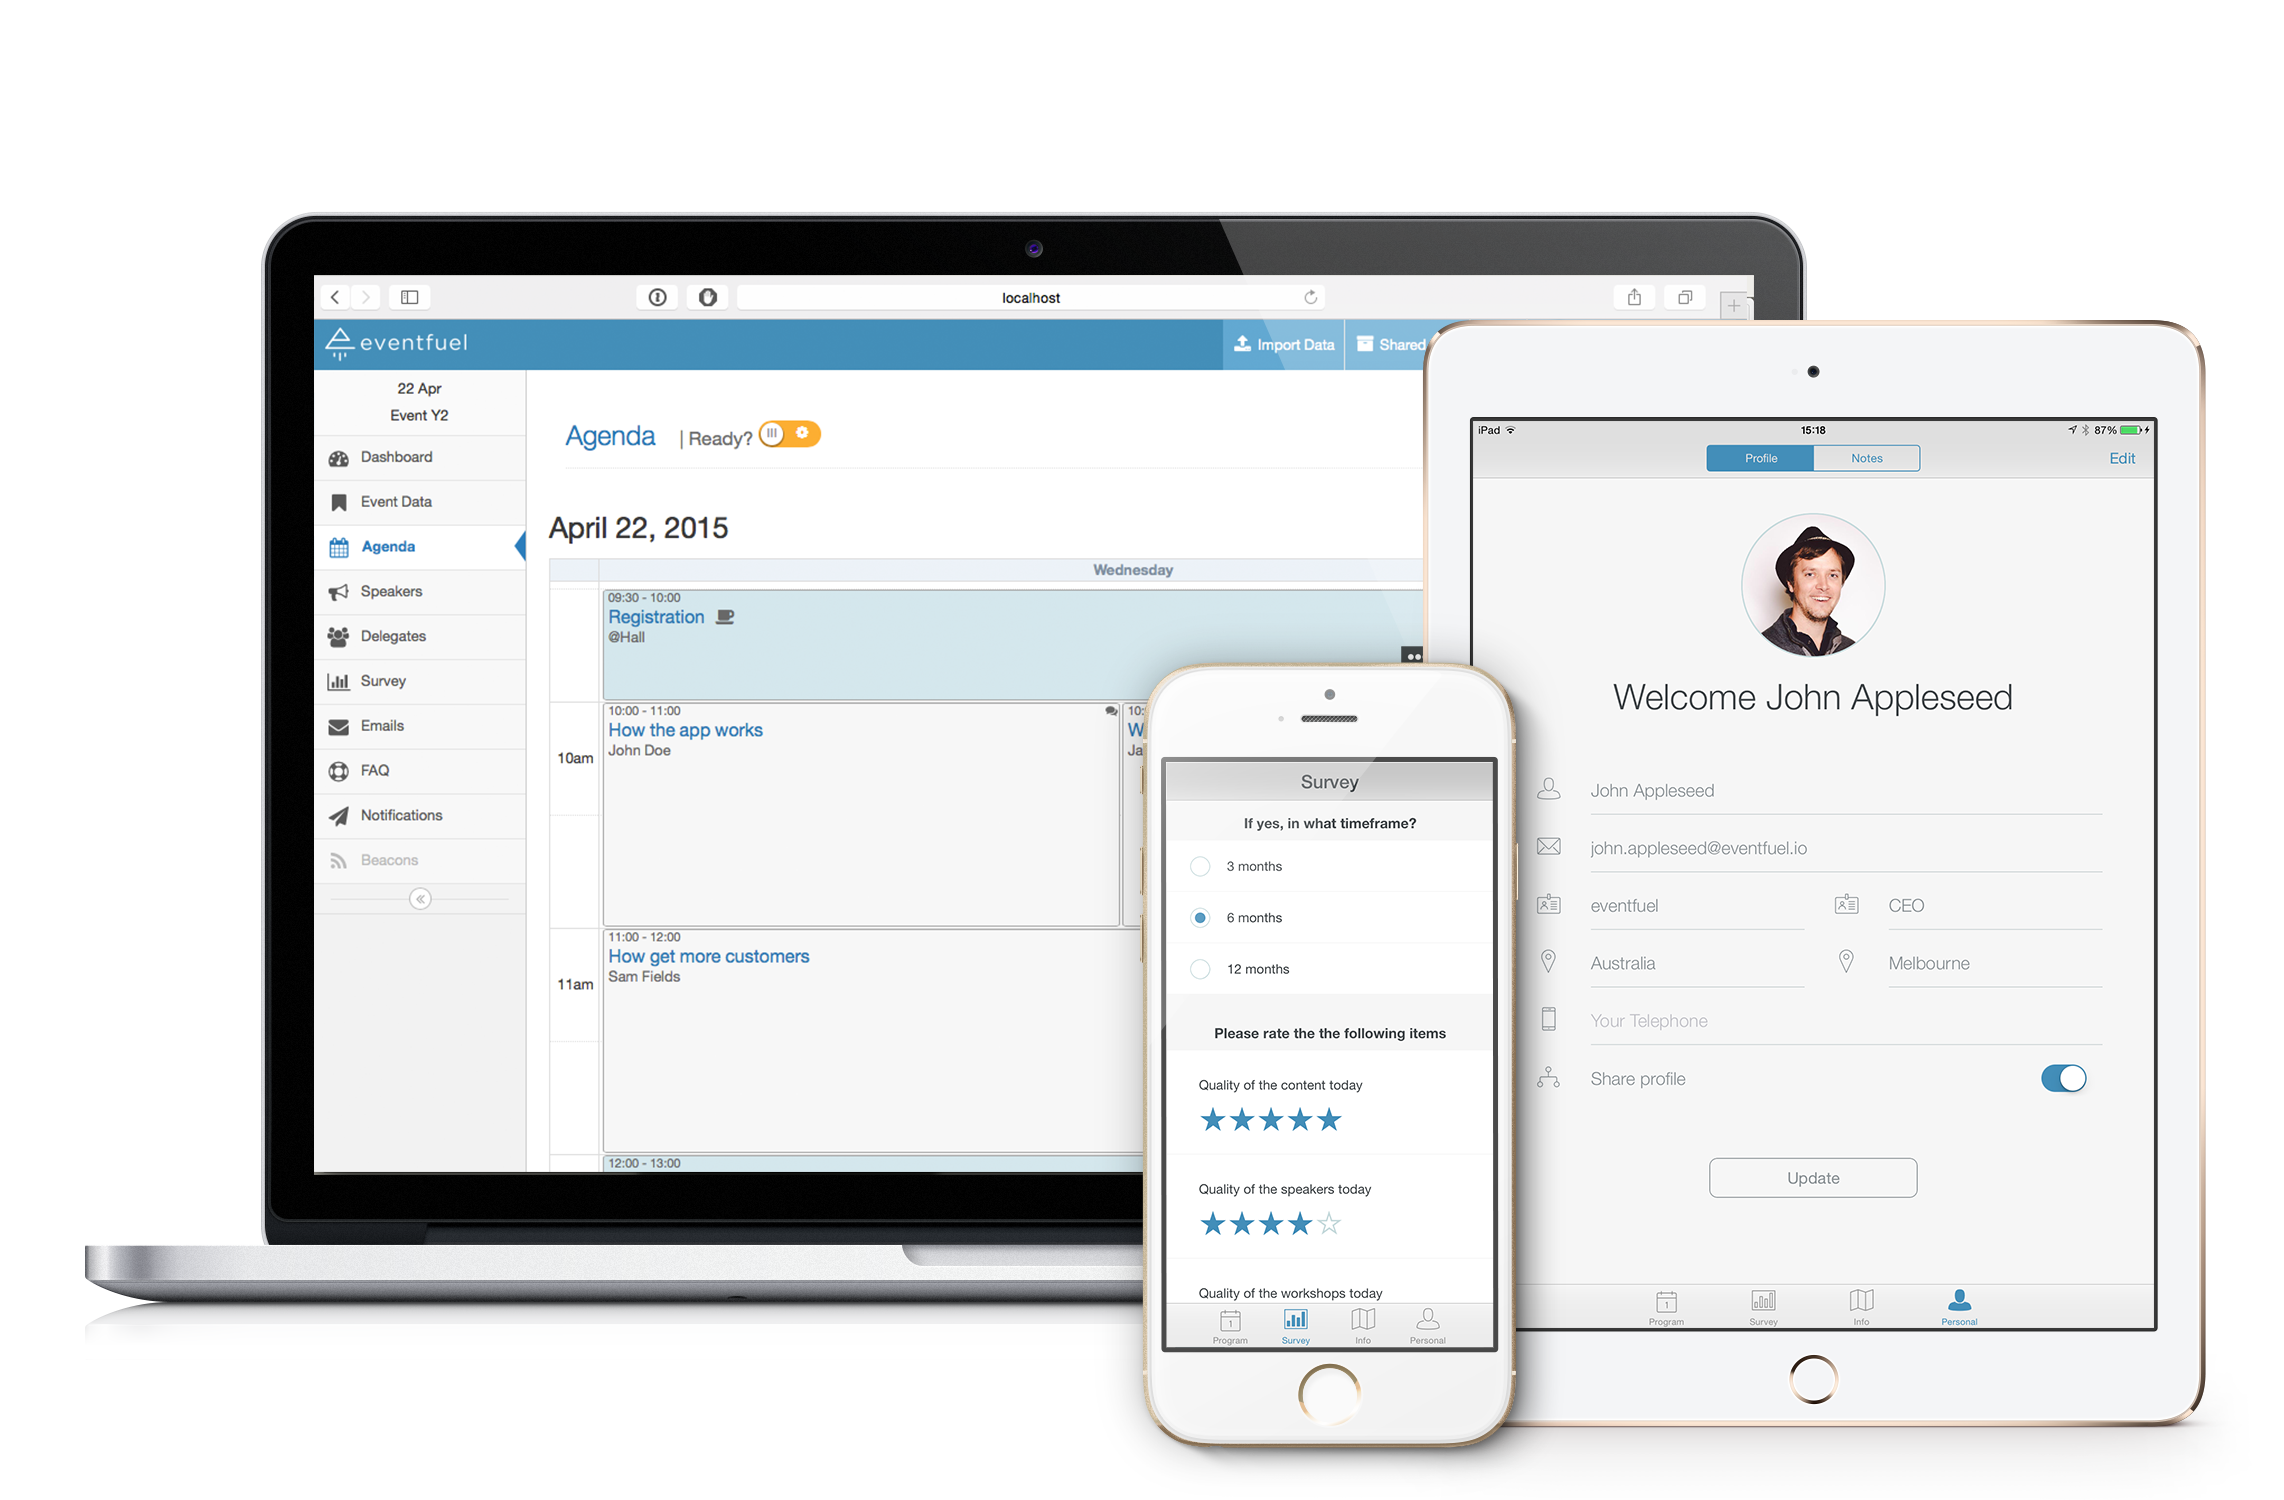 localhost
eventfuel
Import Data
Shared
22 Apr
Event Y2
Dashboard
Event Data
Agenda
Speakers
Delegates
Survey
Emails
FAQ
Notifications
Beacons
Agenda | Ready?
April 22, 2015
Wednesday
09:30 - 10:00
Registration
@Hall
10am
10:00 - 11:00
How the app works
John Doe
10:
W
Ja
11am
11:00 - 12:00
How get more customers
Sam Fields
12:00 - 13:00
Survey
If yes, in what timeframe?
3 months
6 months
12 months
Please rate the the following items
Quality of the content today
Quality of the speakers today
Quality of the workshops today
1
Program
Survey
Info
Personal
iPad 15:18 87%
Profile
Notes
Edit
Welcome John Appleseed
John Appleseed
john.appleseed@eventfuel.io
eventfuel
CEO
Australia
Melbourne
Your Telephone
Share profile
Update
1
Program
Survey
Info
Personal